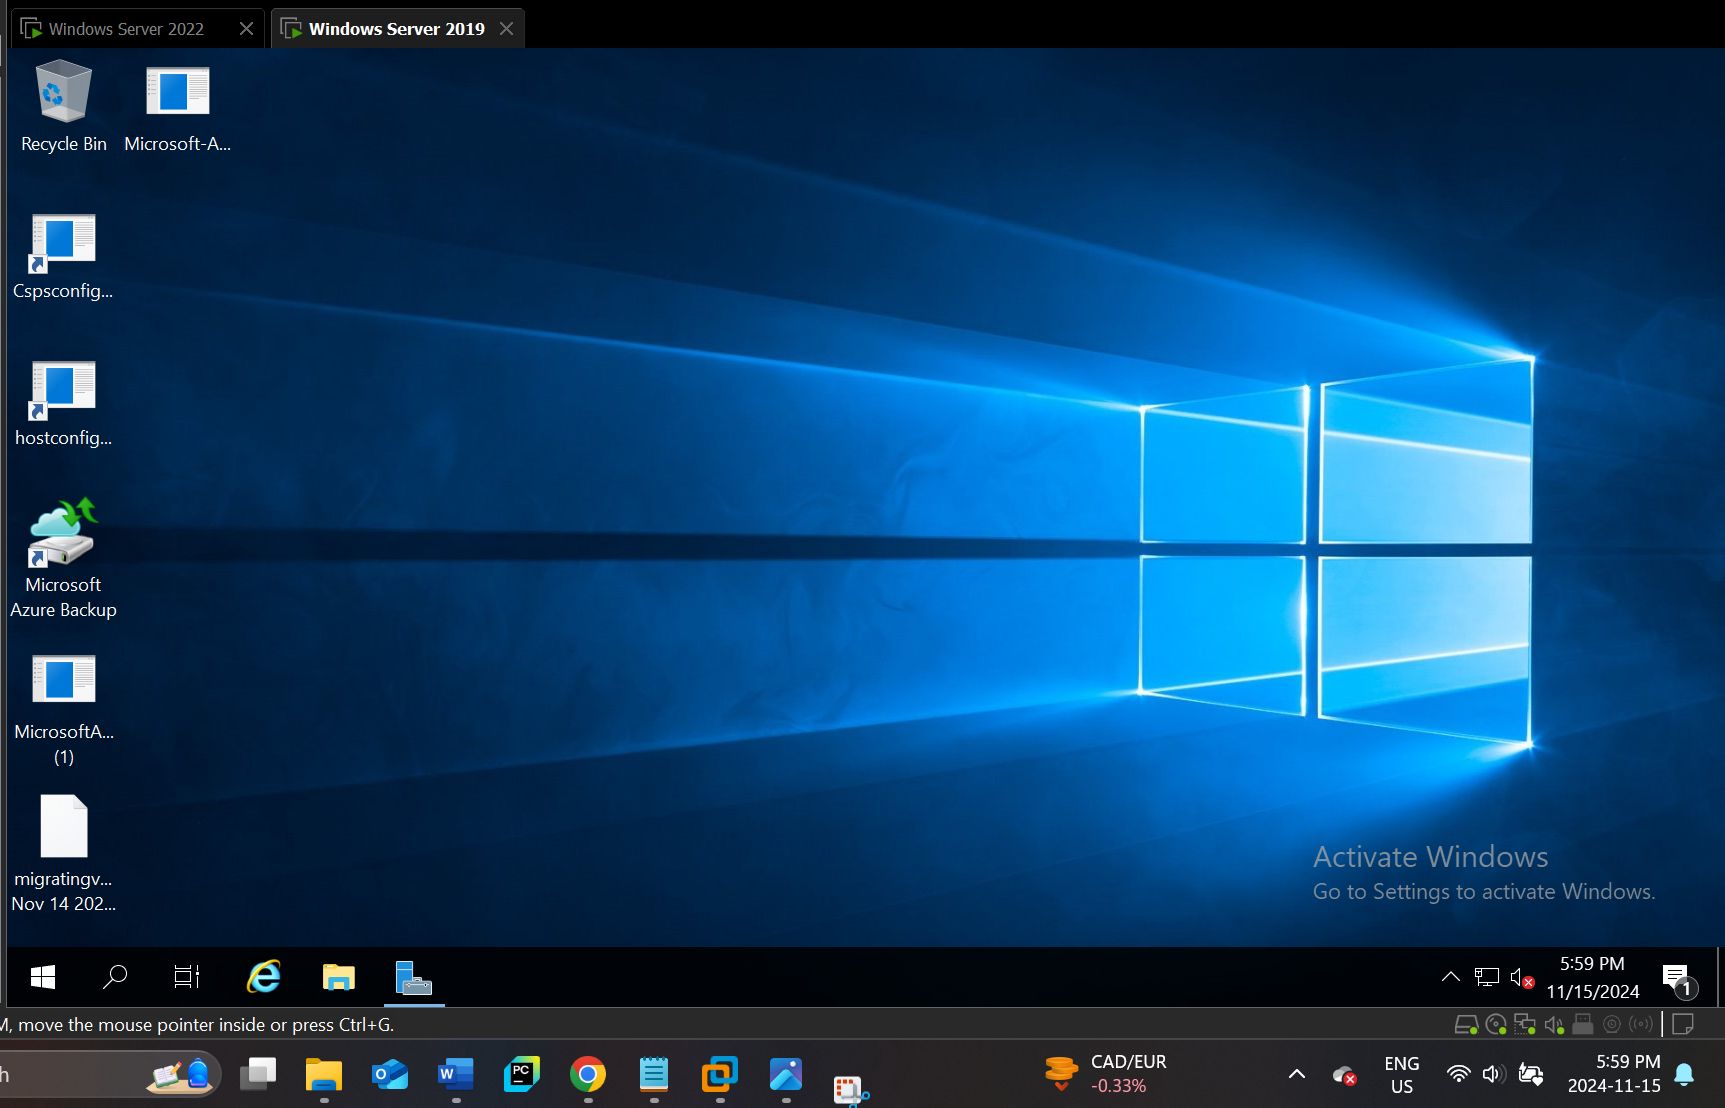 Windows Server 2022
Windows Server 2019
Recycle Bin
Microsoft-A...
Cspsconfig...
hostconfig...
Microsoft
Azure Backup
MicrosoftA...
(1)
migratingv...
Nov 14 202...
Activate Windows
Go to Settings to activate Windows.
5:59 PM
11/15/2024
1
M, move the mouse pointer inside or press Ctrl+G.
h
O
W
PC
CAD/EUR
-0.33%
ENG
US
5:59 PM
2024-11-15